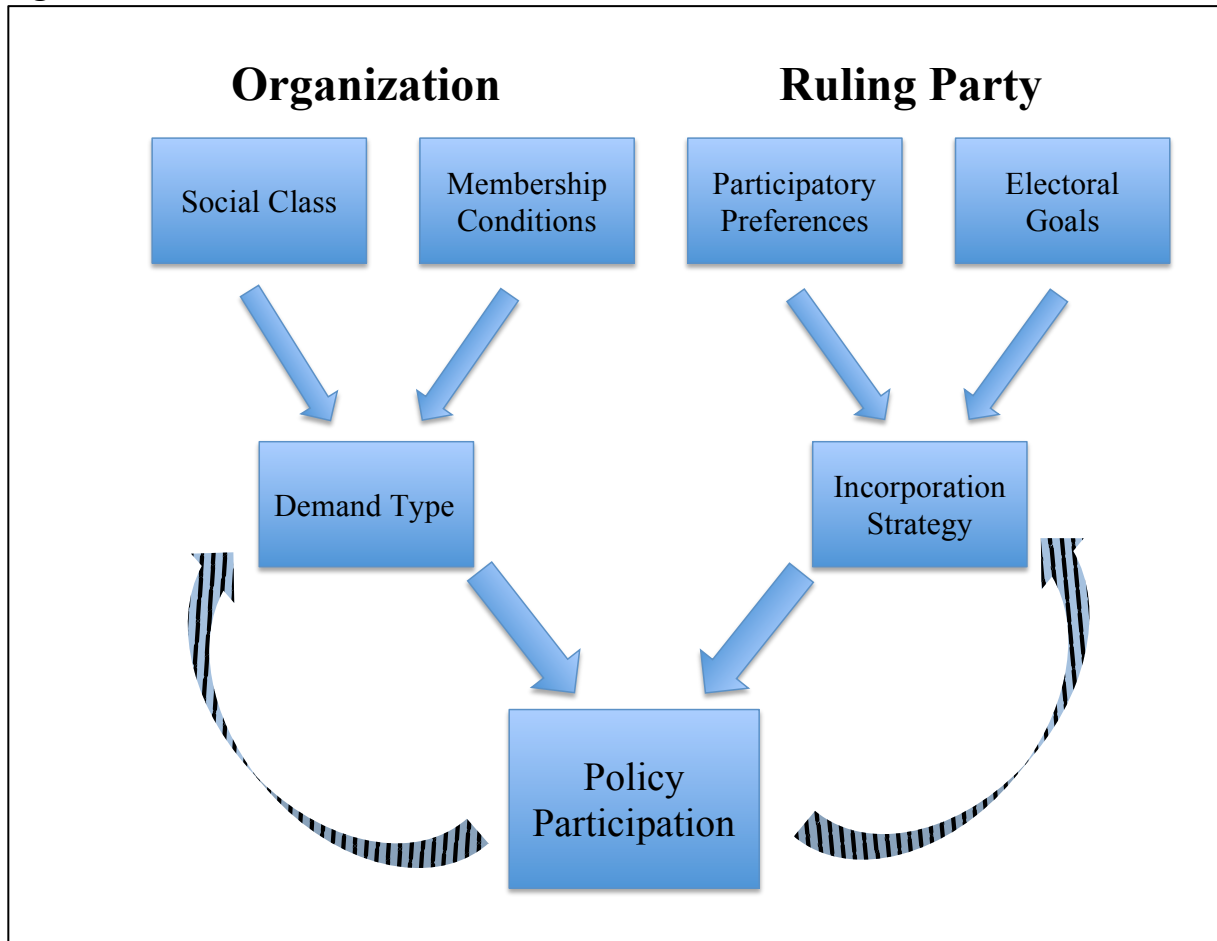 Organization
Ruling Party
Social Class
Membership
Conditions
Participatory
Preferences
Electoral
Goals
Demand Type
Incorporation
Strategy
Policy
Participation